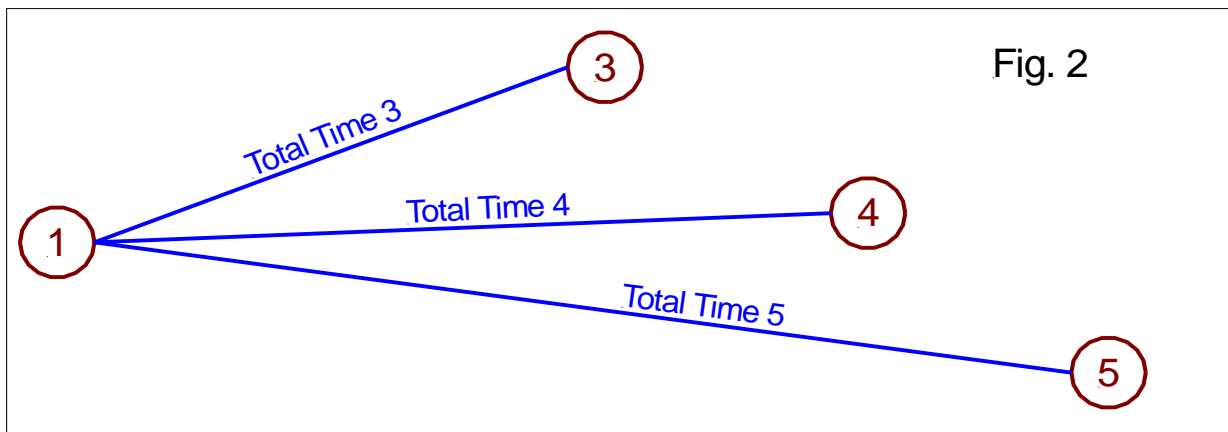 3
Fig. 2
Total Time 3
Total Time 4
4
1
Total Time 5
5